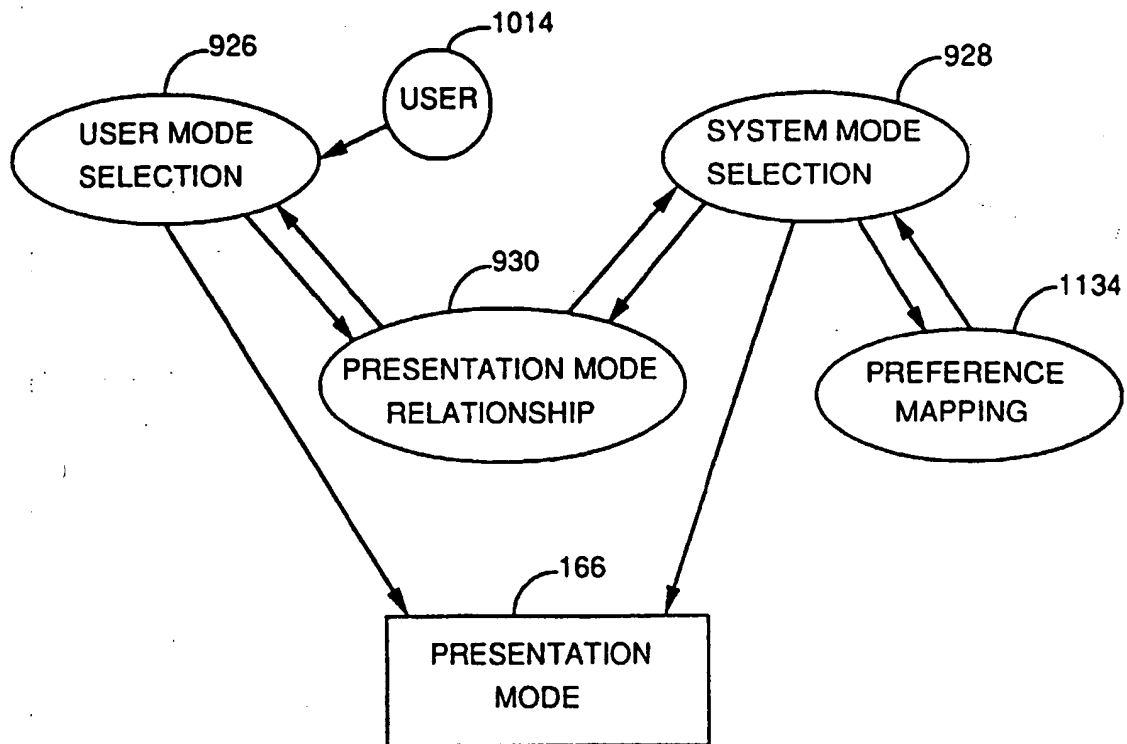 1014
926
USER
928
USER MODE
SELECTION
SYSTEM MODE
SELECTION
930
1134
PRESENTATION MODE
RELATIONSHIP
PREFERENCE
MAPPING
166
PRESENTATION
MODE